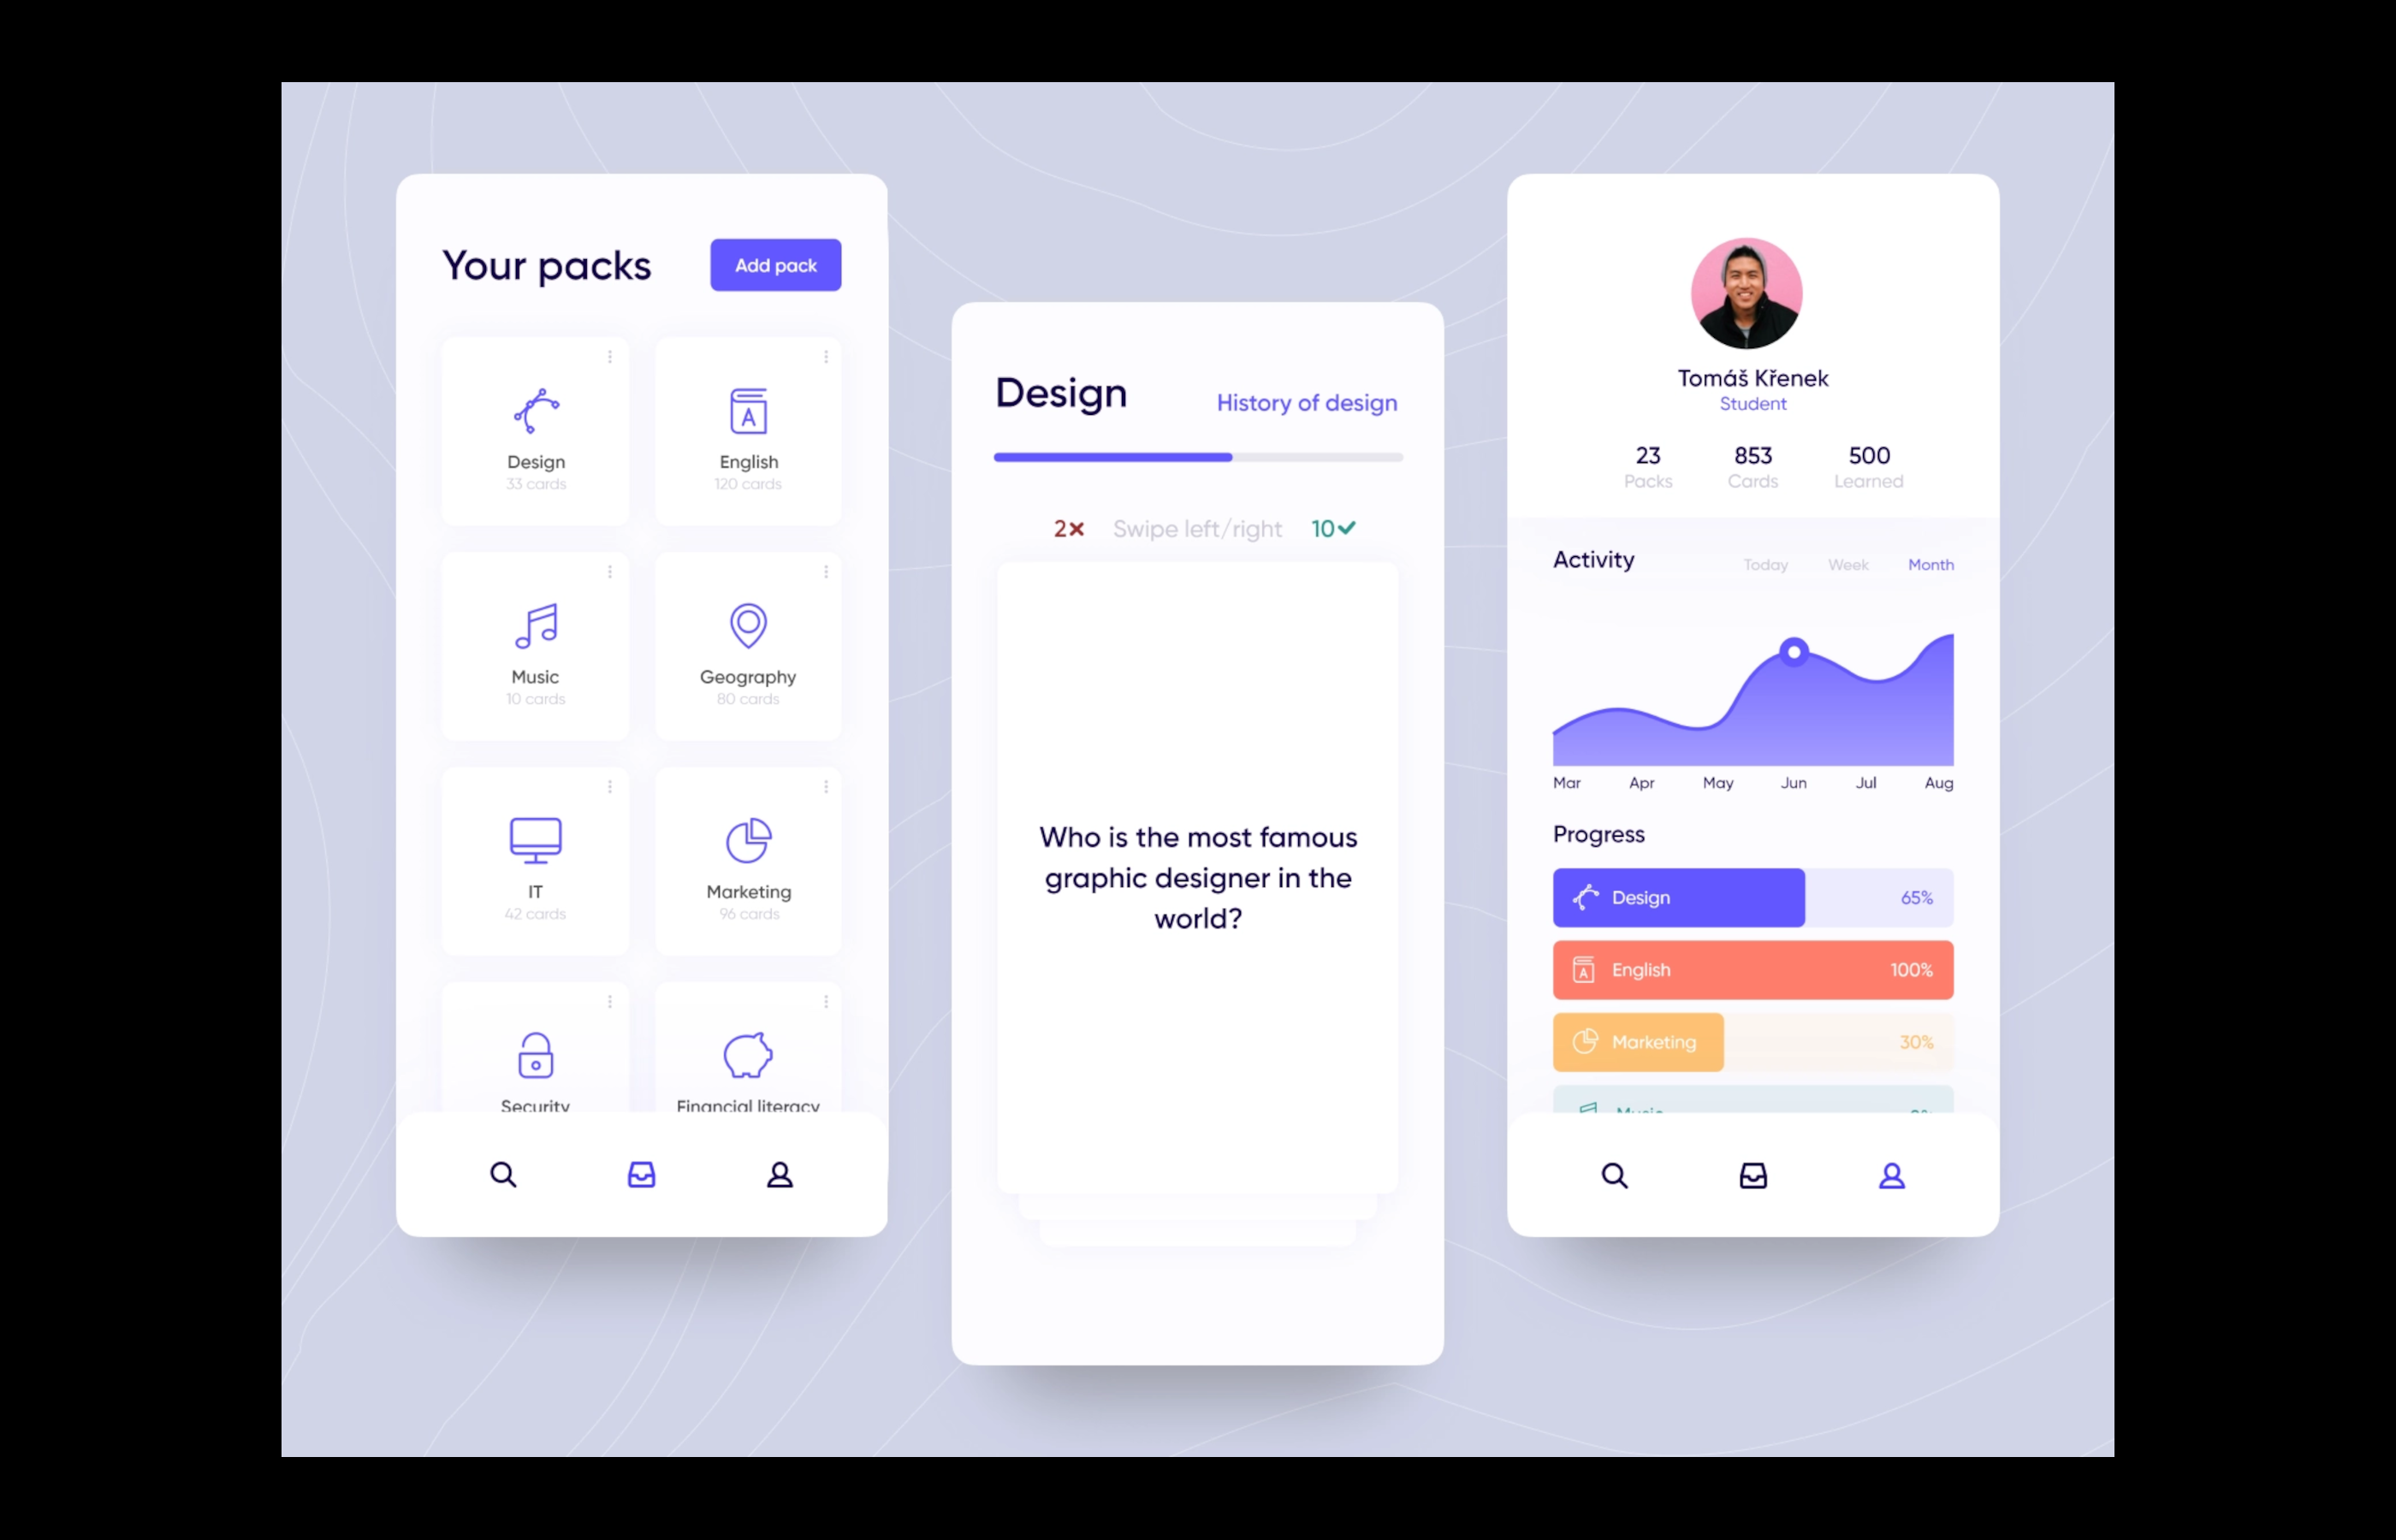 Your packs
Add pack
Design
33 cards
English
120 cards
Music
10 cards
Geography
80 cards
IT
42 cards
Marketing
96 cards
Security
Financial literacy
Design
History of design
2
Swipe left/right
10
Who is the most famous
graphic designer in the
world?
Tomáš Křenek
Student
23
Packs
853
Cards
500
Learned
Activity
Today
Week
Month
Mar
Apr
May
Jun
Jul
Aug
Progress
Design
65%
A
English
100%
Marketing
30%
Music